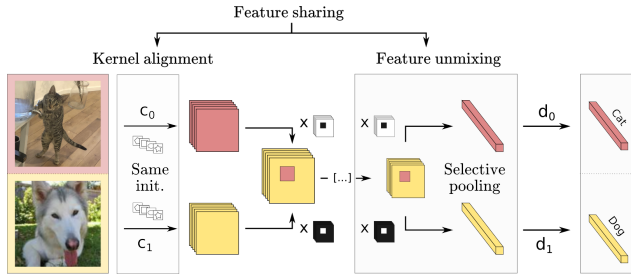 Feature sharing
Kernel alignment
Feature unmixing
c0
x
x
d0
Cat
Same
init.
[...]
Selective
pooling
c1
x
x
d1
Dog